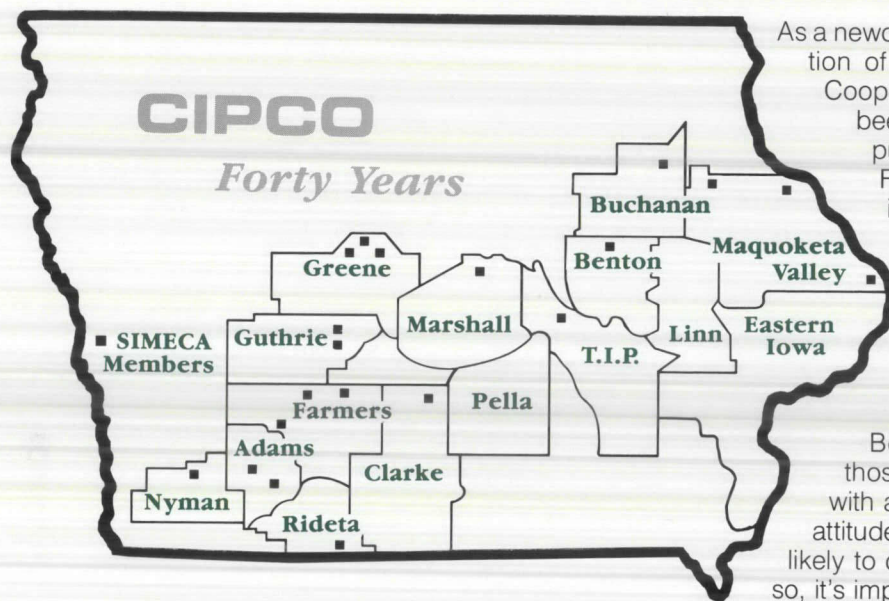 CIPCO
Forty Years
Buchanan
Maquoketa
Valley
Greene
Benton
SIMECA
Members
Guthrie
Marshall
T.I.P.
Linn
Eastern
Iowa
Farmers
Pella
Adams
Clarke
Nyman
Rideta
As a newc
tion of
Coop
bee
pr
F
i
Be
those
with a
attitude
likely to c
so, it's imp